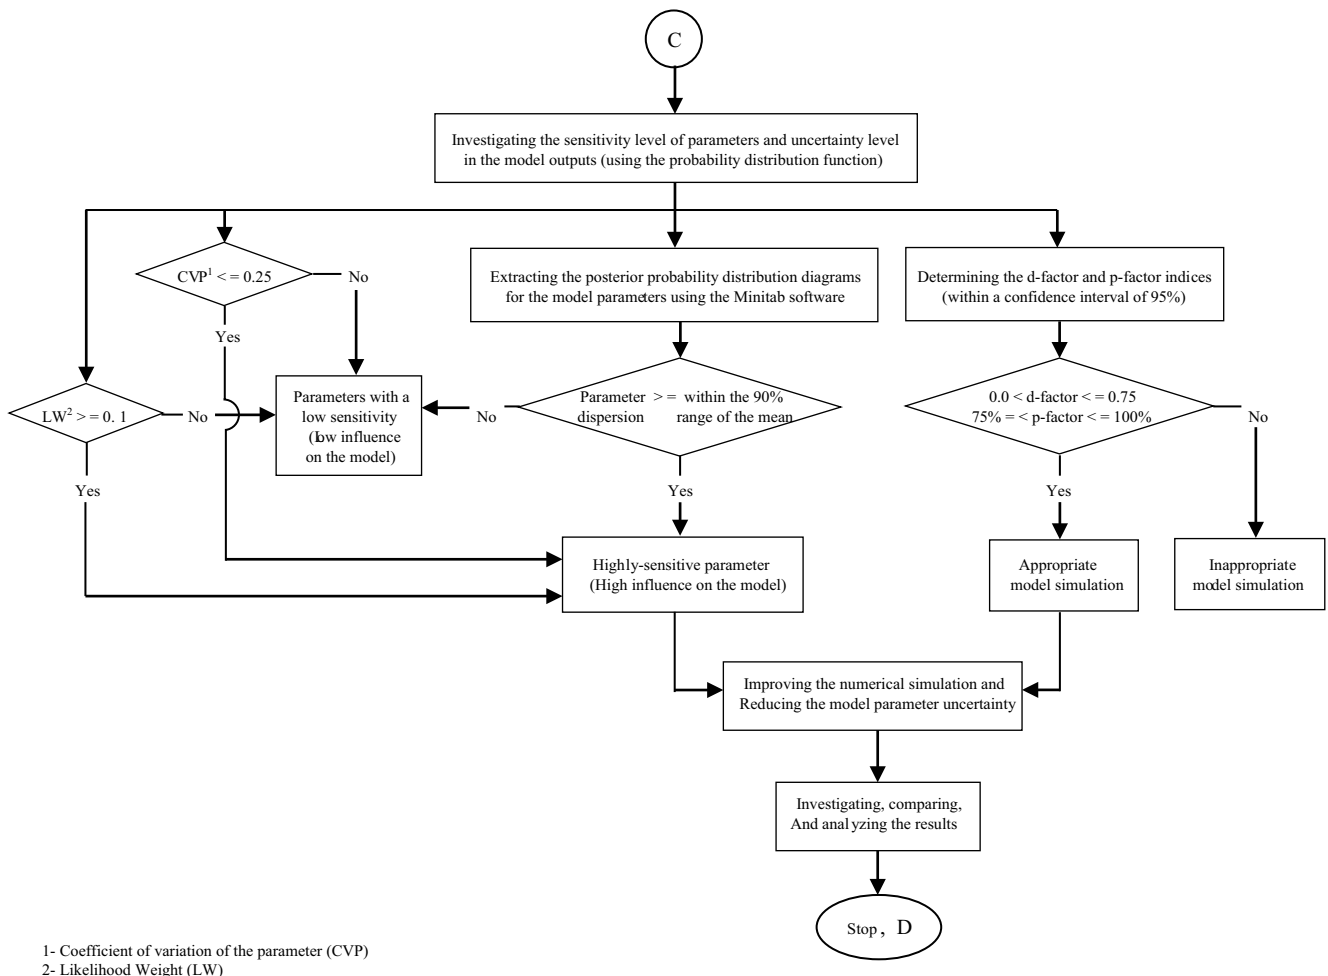 C
Investigating the sensitivity level of parameters and uncertainty level
in the model outputs (using the probability distribution function)
CVP¹ < = 0.25
No
Yes
Extracting the posterior probability distribution diagrams
for the model parameters using the Minitab software
Determining the d-factor and p-factor indices
(within a confidence interval of 95%)
LW² > = 0. 1
No
Yes
Parameters with a
low sensitivity
(low influence
on the model)
No
Parameter > = within the 90%
dispersion range of the mean
Yes
0.0 < d-factor < = 0.75
75% = < p-factor < = 100%
No
Yes
Highly-sensitive parameter
(High influence on the model)
Appropriate
model simulation
Inappropriate
model simulation
Improving the numerical simulation and
Reducing the model parameter uncertainty
Investigating, comparing,
And analyzing the results
Stop , D
1- Coefficient of variation of the parameter (CVP)
2- Likelihood Weight (LW)